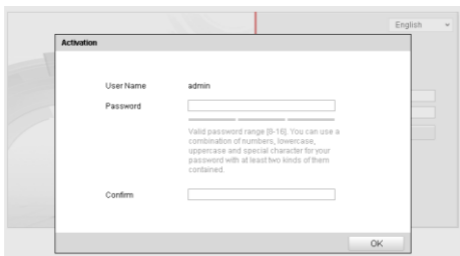 English
Activation
User Name admin
Password
Valid password range [8-16]. You can use a
combination of numbers, lowercase,
uppercase and special character for your
password with at least two kinds of them
contained.
Confirm
OK